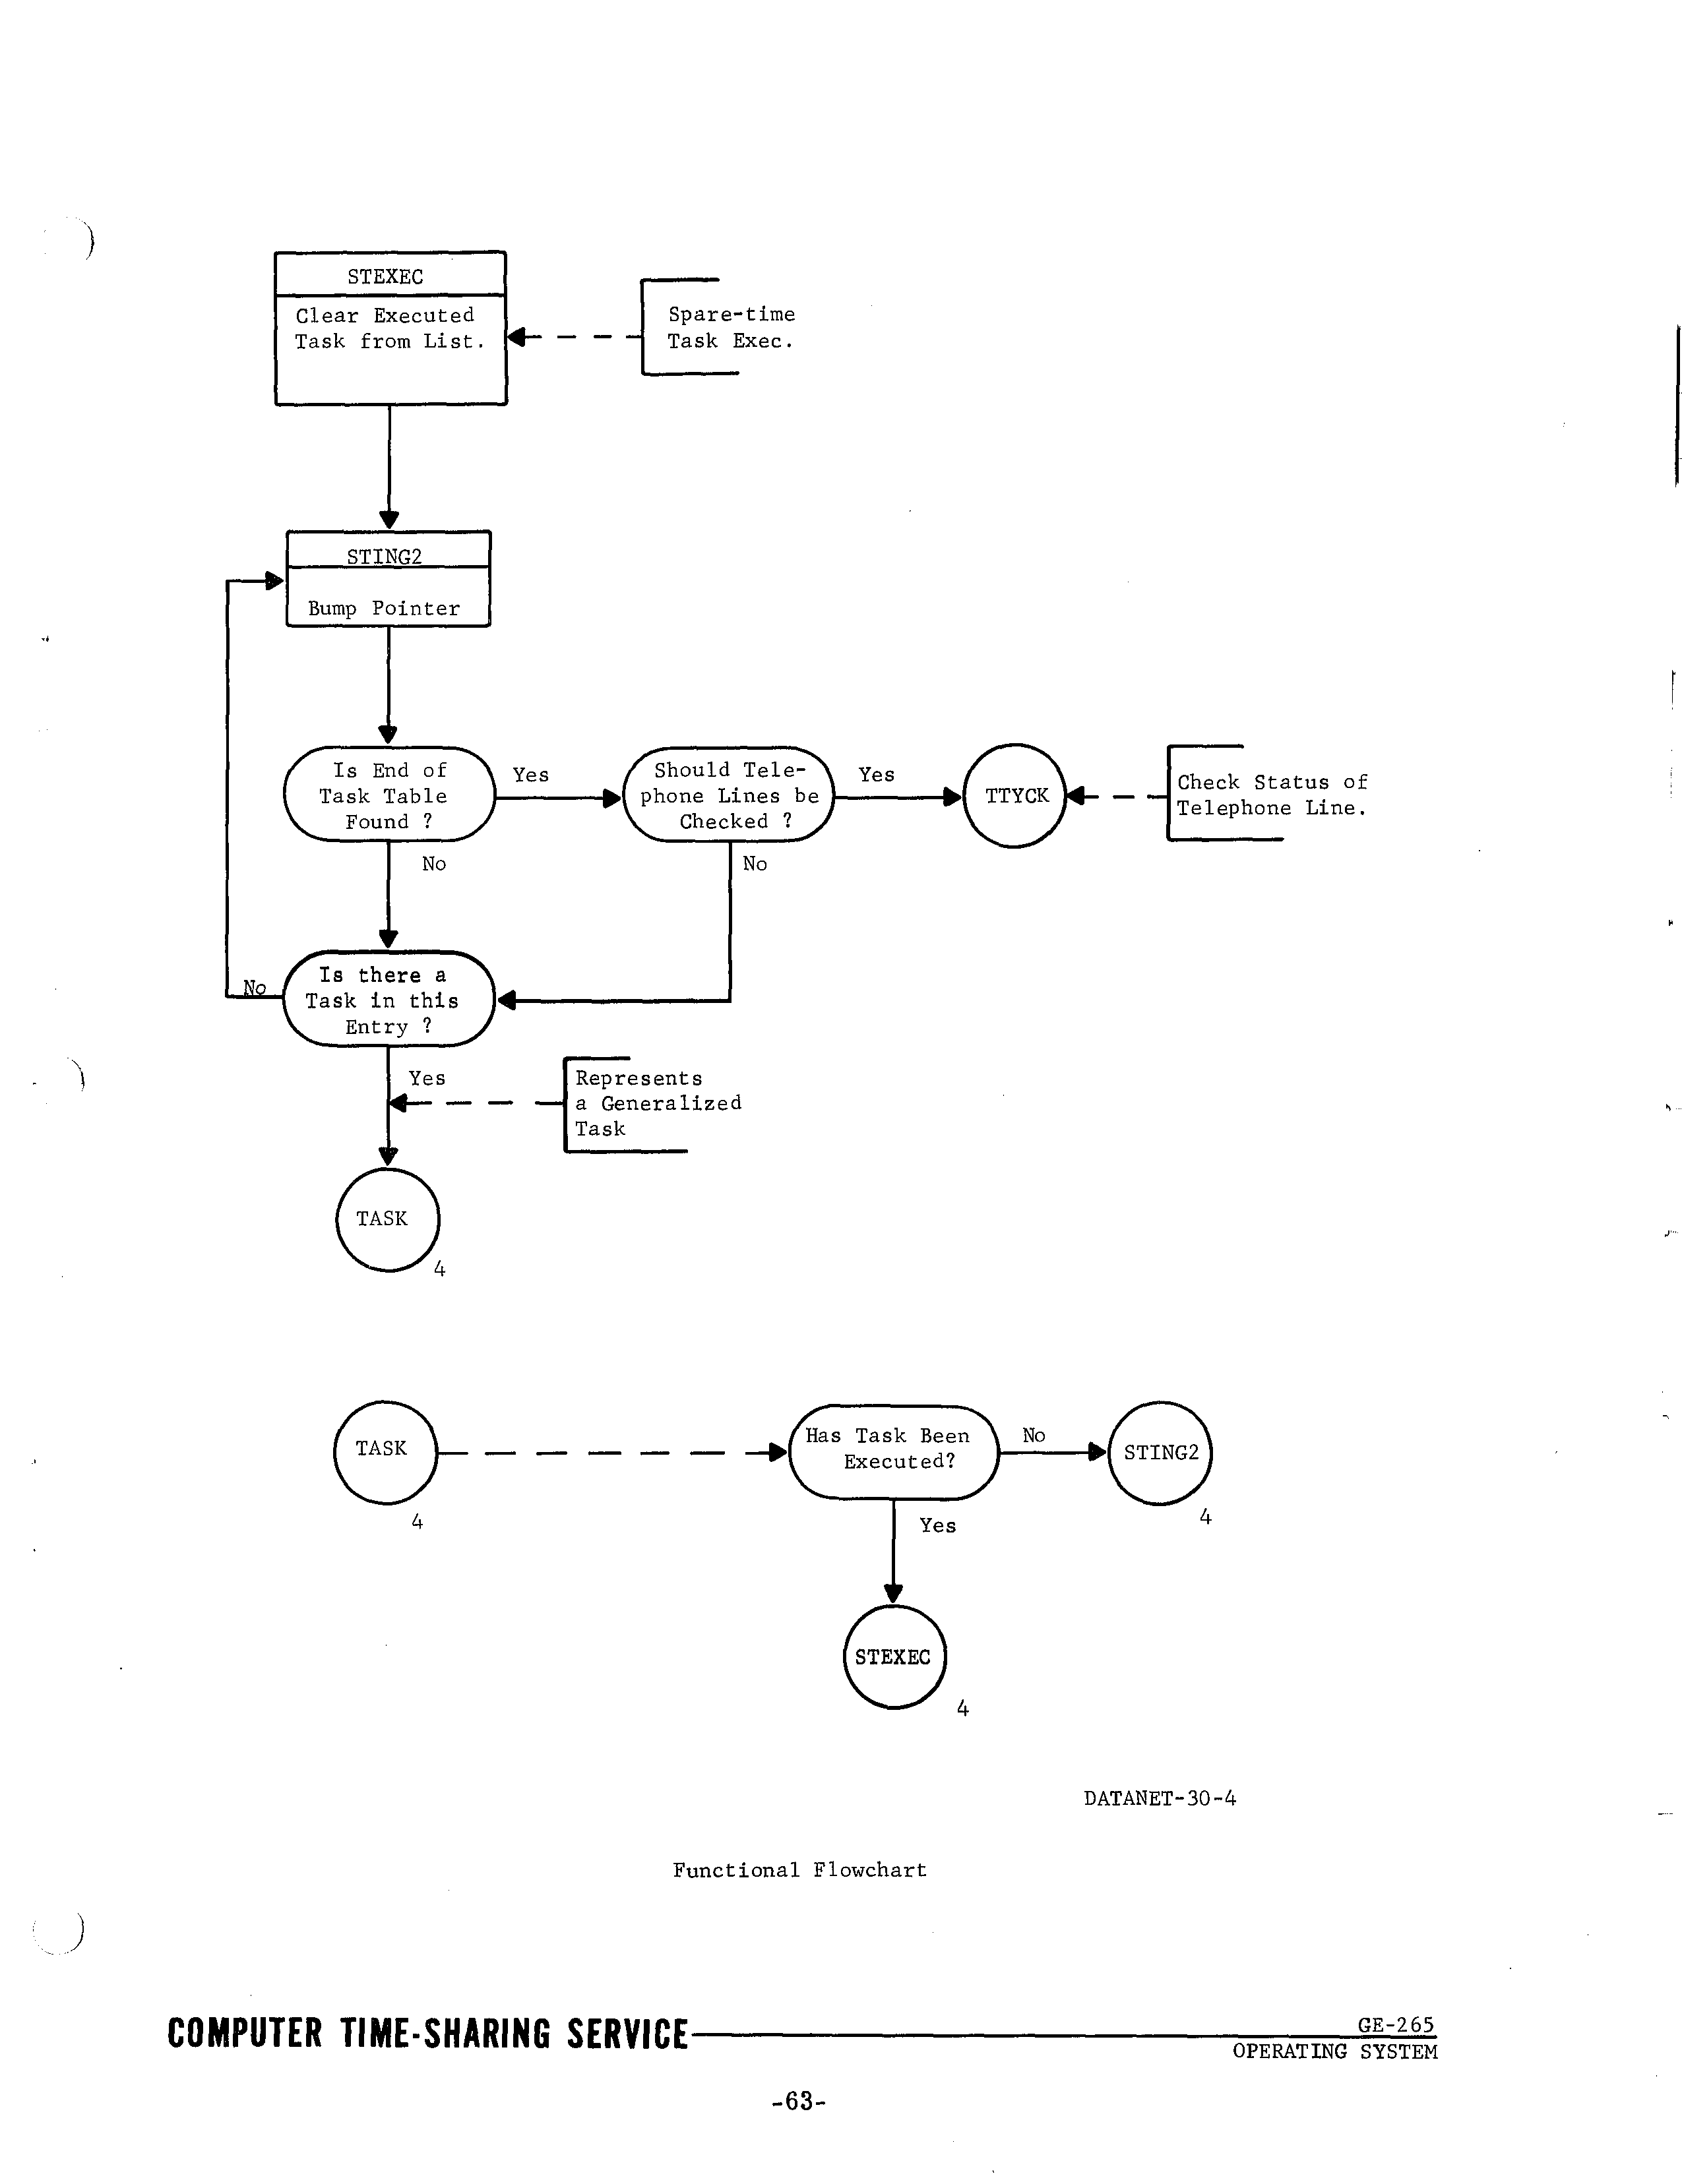 STEXEC
Clear Executed
Task from List.
Spare-time
Task Exec.
STING2
Bump Pointer
Is End of
Task Table
Found ?
Yes
Should Tele-
phone Lines be
Checked ?
Yes
TTYCK
Check Status of
Telephone Line.
No
No
Is there a
Task in this
Entry ?
No
Yes
Represents
a Generalized
Task
TASK
4
TASK
4
Has Task Been
Executed?
No
STING2
4
Yes
STEXEC
4
DATANET-30-4
Functional Flowchart
COMPUTER TIME-SHARING SERVICE
GE-265
OPERATING SYSTEM
-63-